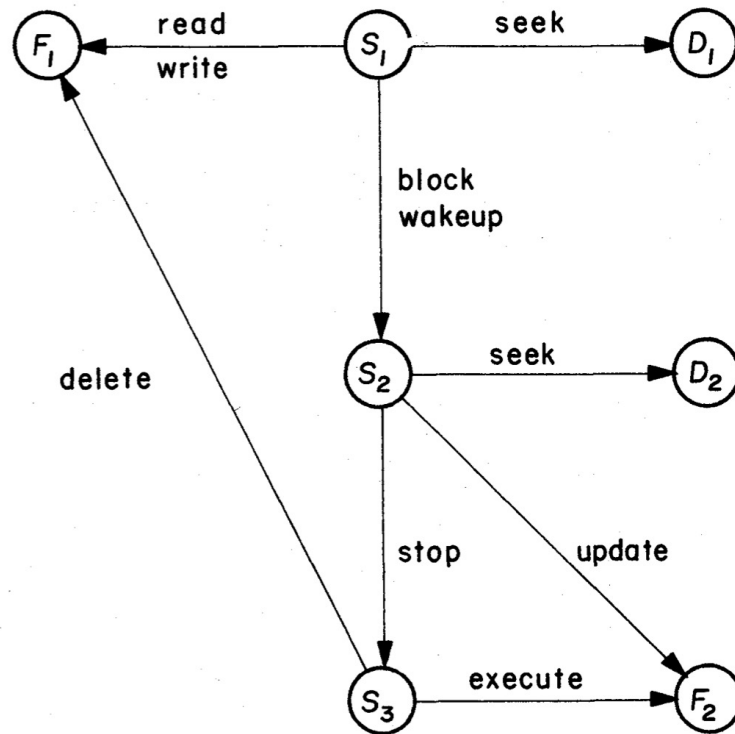 read
F1
write
S1
seek
D1
block
wakeup
S2
seek
D2
delete
stop
update
S3
execute
F2